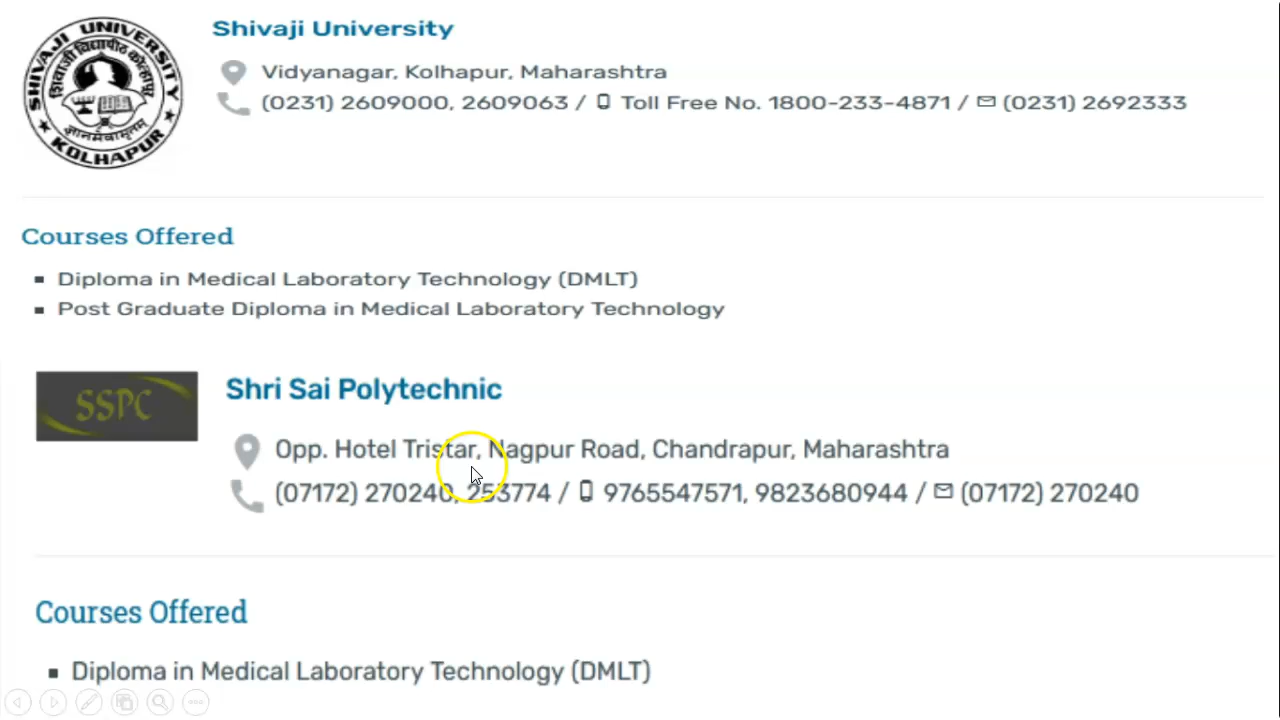 SHIVAJI UNIVERSITY
शिवाजी विद्यापीठ कोल्हापूर
ज्ञानमेवामृतम्
KOLHAPUR
Shivaji University
Vidyanagar, Kolhapur, Maharashtra
(0231) 2609000, 2609063 / Toll Free No. 1800-233-4871 / (0231) 2692333
Courses Offered
Diploma in Medical Laboratory Technology (DMLT)
Post Graduate Diploma in Medical Laboratory Technology
SSPC
Shri Sai Polytechnic
Opp. Hotel Tristar, Nagpur Road, Chandrapur, Maharashtra
(07172) 270240, 253774 / 9765547571, 9823680944 / (07172) 270240
Courses Offered
Diploma in Medical Laboratory Technology (DMLT)